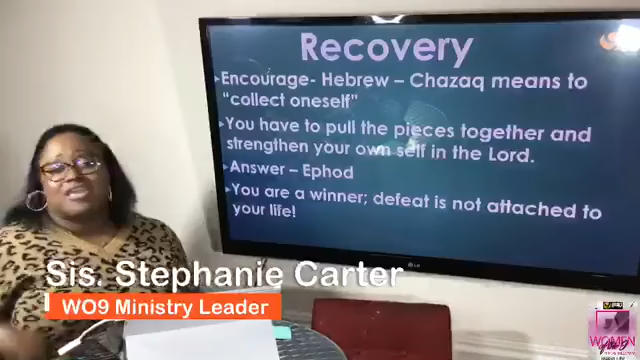 Recovery
Encourage- Hebrew – Chazaq means to
"collect oneself"
You have to pull the pieces together and
strengthen your own self in the Lord.
Answer – Ephod
You are a winner; defeat is not attached to
your life!
LG
Sis. Stephanie Carter
WO9 Ministry Leader
WOMEN